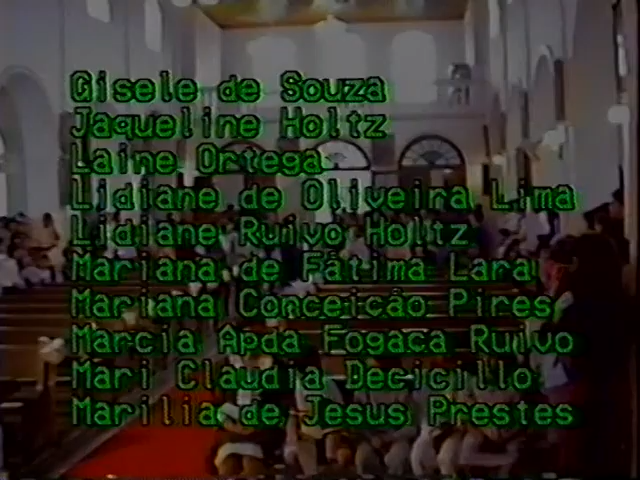 Gisele de Souza
Jaqueline Holtz
Laine Ortega
Lidiane de Oliveira Lima
Lidiane Ruivo Holtz
Mariana de Fátima Lara
Mariana Conceição Pires
Marcia Apda Fogaça Ruivo
Mari Claudia Decicillo
Marilia de Jesus Prestes